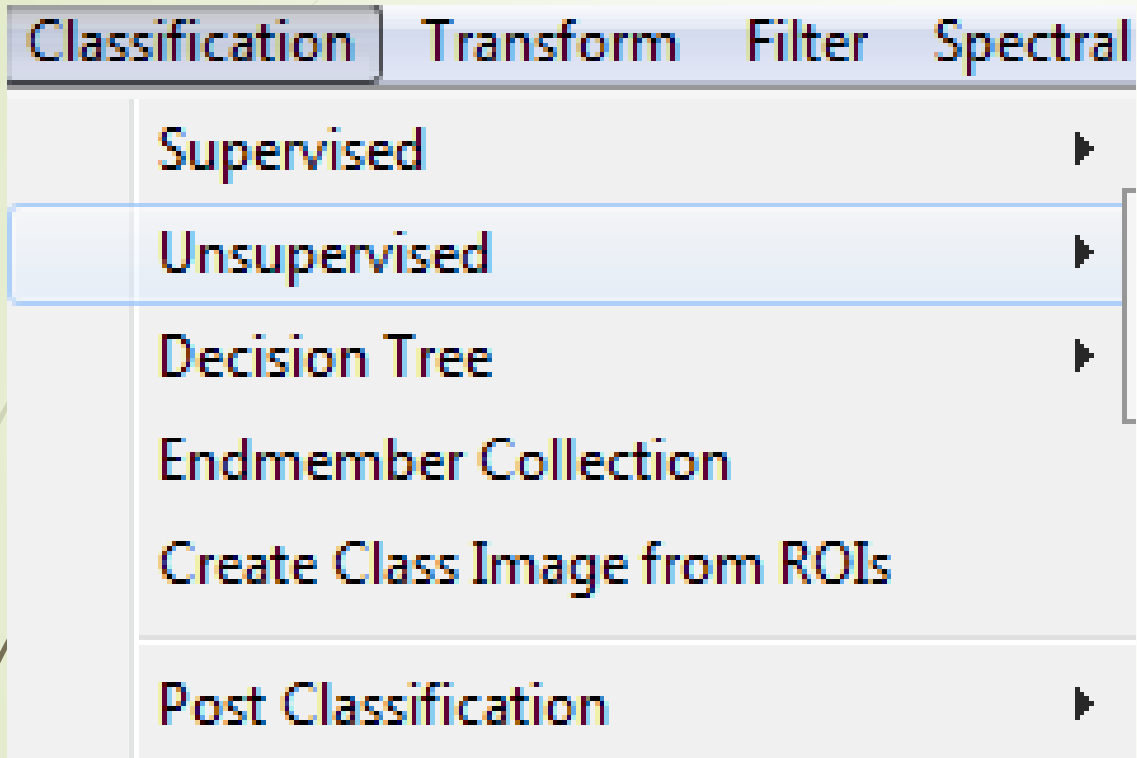 Classification Transform Filter Spectral
Supervised
Unsupervised
Decision Tree
Endmember Collection
Create Class Image from ROIs
Post Classification